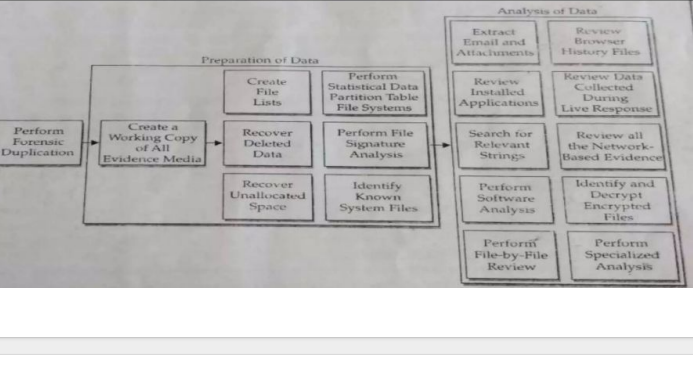 Analysis of Data
Preparation of Data
Perform
Forensic
Duplication
Create a
Working Copy
of All
Evidence Media
Create
File
Lists
Perform
Statistical Data
Partition Table
File Systems
Recover
Deleted
Data
Perform File
Signature
Analysis
Recover
Unallocated
Space
Identify
Known
System Files
Extract
Email and
Attachments
Review
Browser
History Files
Review
Installed
Applications
Review Data
Collected
During
Live Response
Search for
Relevant
Strings
Review all
the Network-
Based Evidence
Perform
Software
Analysis
Identify and
Decrypt
Encrypted
Files
Perform
File-by-File
Review
Perform
Specialized
Analysis